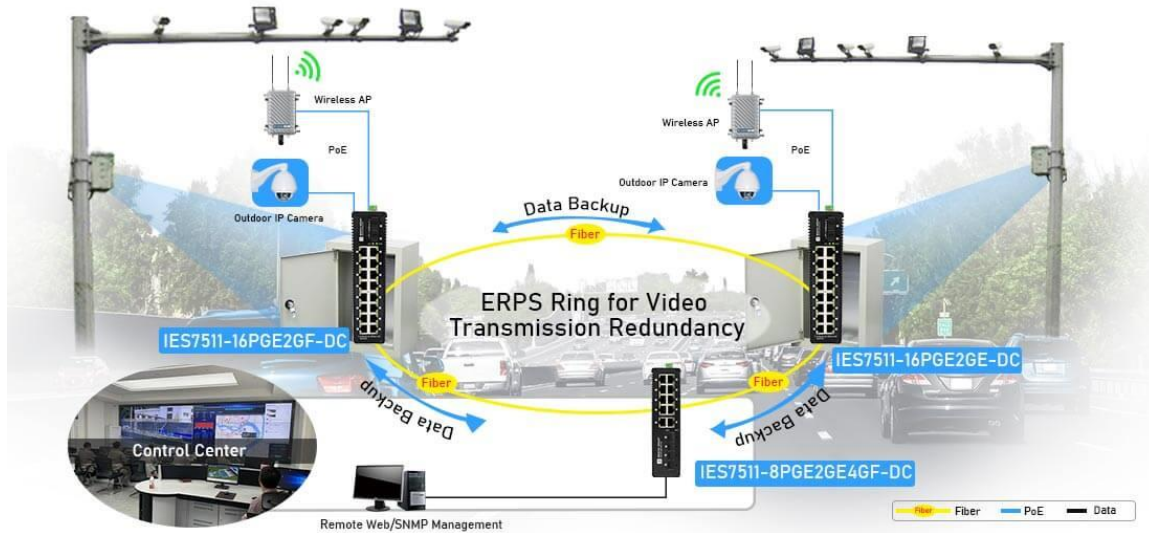 Wireless AP
PoE
Outdoor IP Camera
IES7511-16PGE2GF-DC
Data Backup
Fiber
ERPS Ring for Video
Transmission Redundancy
Wireless AP
PoE
Outdoor IP Camera
IES7511-16PGE2GE-DC
Fiber
Data Backup
Fiber
Data Backup
IES7511-8PGE2GE4GF-DC
Control Center
Remote Web/SNMP Management
Fiber Fiber PoE Data